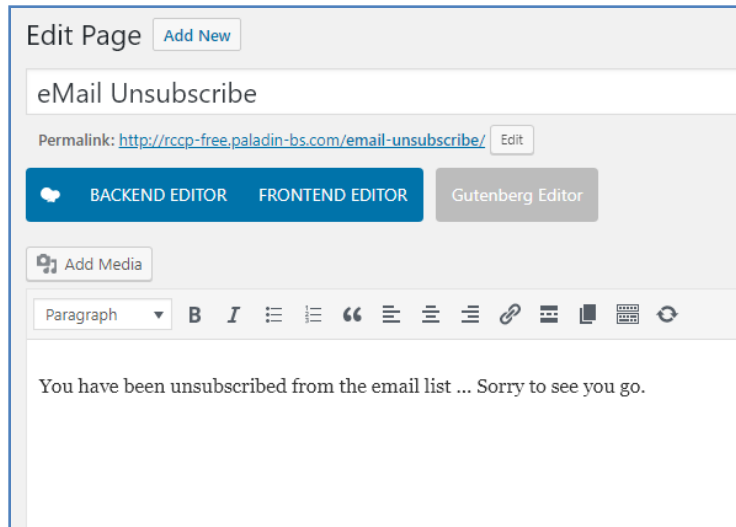 Edit Page Add New
eMail Unsubscribe
Permalink: http://rccp-free.paladin-bs.com/email-unsubscribe/ Edit
BACKEND EDITOR FRONTEND EDITOR Gutenberg Editor
Add Media
Paragraph B I
You have been unsubscribed from the email list ... Sorry to see you go.